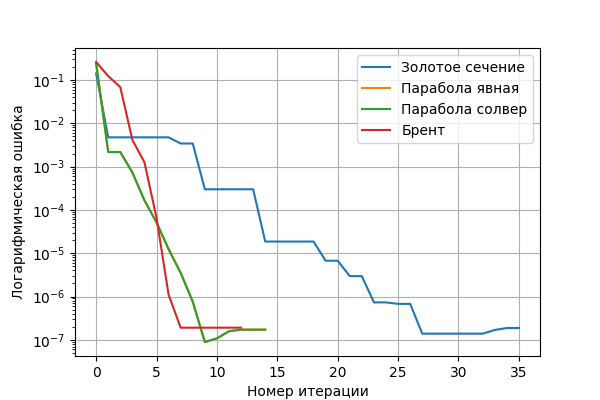 Логарифмическая ошибка
10⁻¹
10⁻²
10⁻³
10⁻⁴
10⁻⁵
10⁻⁶
10⁻⁷
Золотое сечение
Парабола явная
Парабола солвер
Брент
0 5 10 15 20 25 30 35
Номер итерации